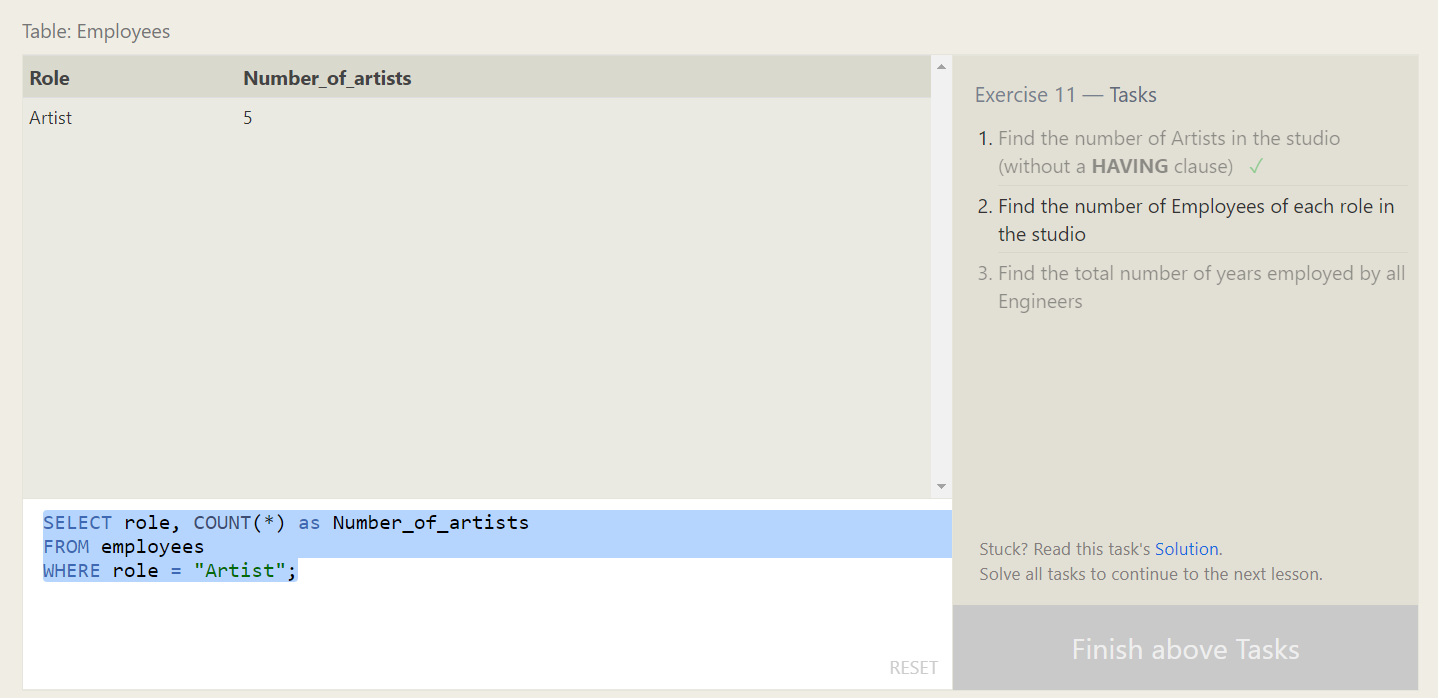 Table: Employees
Role Number_of_artists
Artist 5
SELECT role, COUNT(*) as Number_of_artists
FROM employees
WHERE role = "Artist";
RESET
Exercise 11 — Tasks
1. Find the number of Artists in the studio
(without a HAVING clause) ✓
2. Find the number of Employees of each role in
the studio
3. Find the total number of years employed by all
Engineers
Stuck? Read this task's Solution.
Solve all tasks to continue to the next lesson.
Finish above Tasks